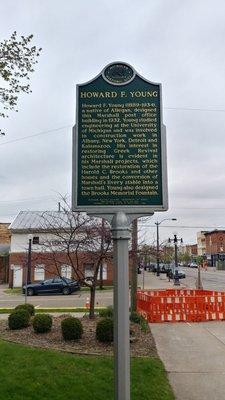 HOWARD F. YOUNG
Howard F. Young (1889-1934),
a native of Allegan, designed
this Marshall post office
building in 1932. Young studied
engineering at the University
of Michigan and was involved
in construction work in
Albany, New York, Detroit and
Kalamazoo. His interest in
restoring Greek Revival
architecture is evident in
his Marshall projects, which
include the restoration of the
Harold C. Brooks and other
homes and the conversion of
Marshall's livery stable into a
town hall. Young also designed
the Brooks Memorial Fountain.